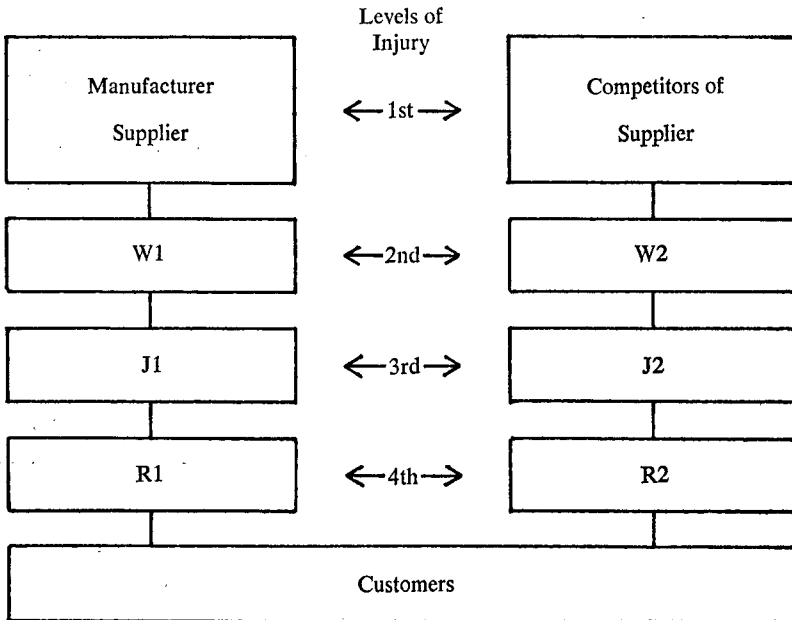 Levels of
Injury
Manufacturer
Supplier
1st
Competitors of
Supplier
W1
2nd
W2
J1
3rd
J2
R1
4th
R2
Customers